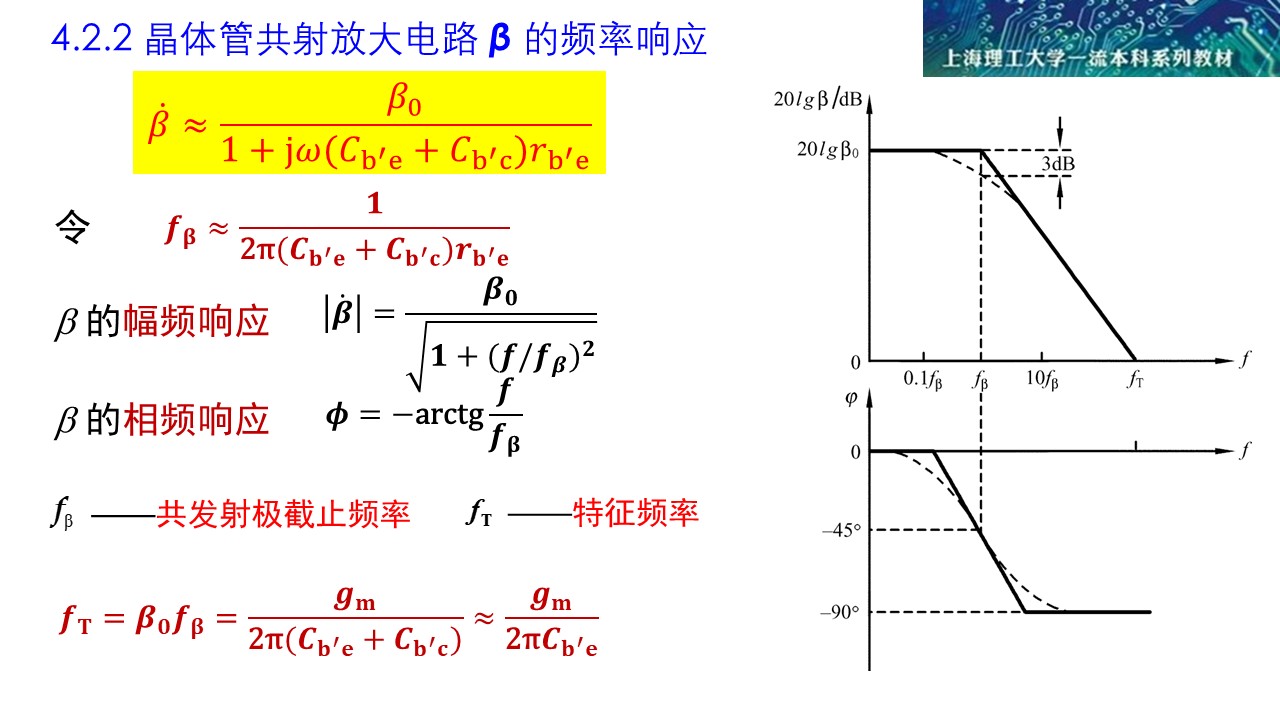 4.2.2 晶体管共射放大电路 β 的频率响应
上海理工大学一流本科系列教材
β̇ ≈ β₀ / (1 + jω(C_b′e + C_b′c)r_b′e)
令 f_β ≈ 1 / (2π(C_b′e + C_b′c)r_b′e)
β 的幅频响应 |β̇| = β₀ / √(1 + (f/f_β)²)
β 的相频响应 ϕ = −arctg f/f_β
f_β ——共发射极截止频率 f_T ——特征频率
f_T = β₀f_β = g_m / (2π(C_b′e + C_b′c)) ≈ g_m / (2πC_b′e)
20lgβ/dB
20lgβ₀
3dB
0
f
0.1f_β f_β 10f_β f_T
φ
0
f
–45°
–90°